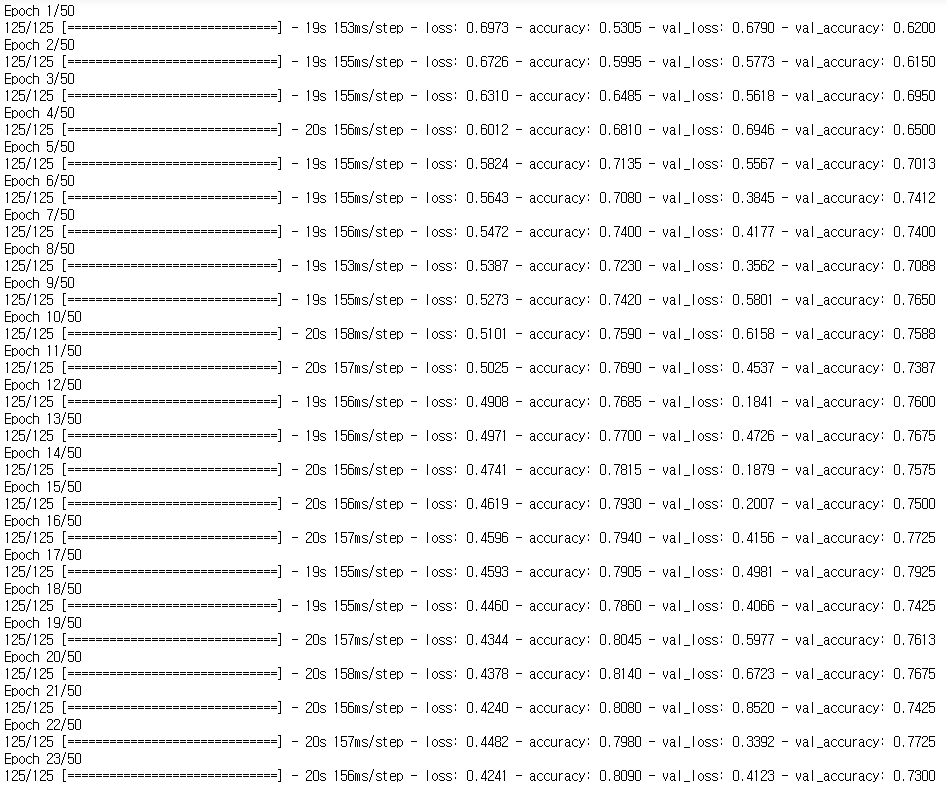 Epoch 1/50
125/125 [==============================] - 19s 153ms/step - loss: 0.6973 - accuracy: 0.5305 - val_loss: 0.6790 - val_accuracy: 0.6200
Epoch 2/50
125/125 [==============================] - 19s 155ms/step - loss: 0.6726 - accuracy: 0.5995 - val_loss: 0.5773 - val_accuracy: 0.6150
Epoch 3/50
125/125 [==============================] - 19s 155ms/step - loss: 0.6310 - accuracy: 0.6485 - val_loss: 0.5618 - val_accuracy: 0.6950
Epoch 4/50
125/125 [==============================] - 20s 156ms/step - loss: 0.6012 - accuracy: 0.6810 - val_loss: 0.6946 - val_accuracy: 0.6500
Epoch 5/50
125/125 [==============================] - 19s 155ms/step - loss: 0.5824 - accuracy: 0.7135 - val_loss: 0.5567 - val_accuracy: 0.7013
Epoch 6/50
125/125 [==============================] - 19s 155ms/step - loss: 0.5643 - accuracy: 0.7080 - val_loss: 0.3845 - val_accuracy: 0.7412
Epoch 7/50
125/125 [==============================] - 19s 156ms/step - loss: 0.5472 - accuracy: 0.7400 - val_loss: 0.4177 - val_accuracy: 0.7400
Epoch 8/50
125/125 [==============================] - 19s 153ms/step - loss: 0.5387 - accuracy: 0.7230 - val_loss: 0.3562 - val_accuracy: 0.7088
Epoch 9/50
125/125 [==============================] - 19s 155ms/step - loss: 0.5273 - accuracy: 0.7420 - val_loss: 0.5801 - val_accuracy: 0.7650
Epoch 10/50
125/125 [==============================] - 20s 158ms/step - loss: 0.5101 - accuracy: 0.7590 - val_loss: 0.6158 - val_accuracy: 0.7588
Epoch 11/50
125/125 [==============================] - 20s 157ms/step - loss: 0.5025 - accuracy: 0.7690 - val_loss: 0.4537 - val_accuracy: 0.7387
Epoch 12/50
125/125 [==============================] - 19s 156ms/step - loss: 0.4908 - accuracy: 0.7685 - val_loss: 0.1841 - val_accuracy: 0.7600
Epoch 13/50
125/125 [==============================] - 19s 156ms/step - loss: 0.4971 - accuracy: 0.7700 - val_loss: 0.4726 - val_accuracy: 0.7675
Epoch 14/50
125/125 [==============================] - 20s 156ms/step - loss: 0.4741 - accuracy: 0.7815 - val_loss: 0.1879 - val_accuracy: 0.7575
Epoch 15/50
125/125 [==============================] - 20s 156ms/step - loss: 0.4619 - accuracy: 0.7930 - val_loss: 0.2007 - val_accuracy: 0.7500
Epoch 16/50
125/125 [==============================] - 20s 157ms/step - loss: 0.4596 - accuracy: 0.7940 - val_loss: 0.4156 - val_accuracy: 0.7725
Epoch 17/50
125/125 [==============================] - 19s 155ms/step - loss: 0.4593 - accuracy: 0.7905 - val_loss: 0.4981 - val_accuracy: 0.7925
Epoch 18/50
125/125 [==============================] - 19s 155ms/step - loss: 0.4460 - accuracy: 0.7860 - val_loss: 0.4066 - val_accuracy: 0.7425
Epoch 19/50
125/125 [==============================] - 20s 157ms/step - loss: 0.4344 - accuracy: 0.8045 - val_loss: 0.5977 - val_accuracy: 0.7613
Epoch 20/50
125/125 [==============================] - 20s 158ms/step - loss: 0.4378 - accuracy: 0.8140 - val_loss: 0.6723 - val_accuracy: 0.7675
Epoch 21/50
125/125 [==============================] - 20s 156ms/step - loss: 0.4240 - accuracy: 0.8080 - val_loss: 0.8520 - val_accuracy: 0.7425
Epoch 22/50
125/125 [==============================] - 20s 157ms/step - loss: 0.4482 - accuracy: 0.7980 - val_loss: 0.3392 - val_accuracy: 0.7725
Epoch 23/50
125/125 [==============================] - 20s 156ms/step - loss: 0.4241 - accuracy: 0.8090 - val_loss: 0.4123 - val_accuracy: 0.7300